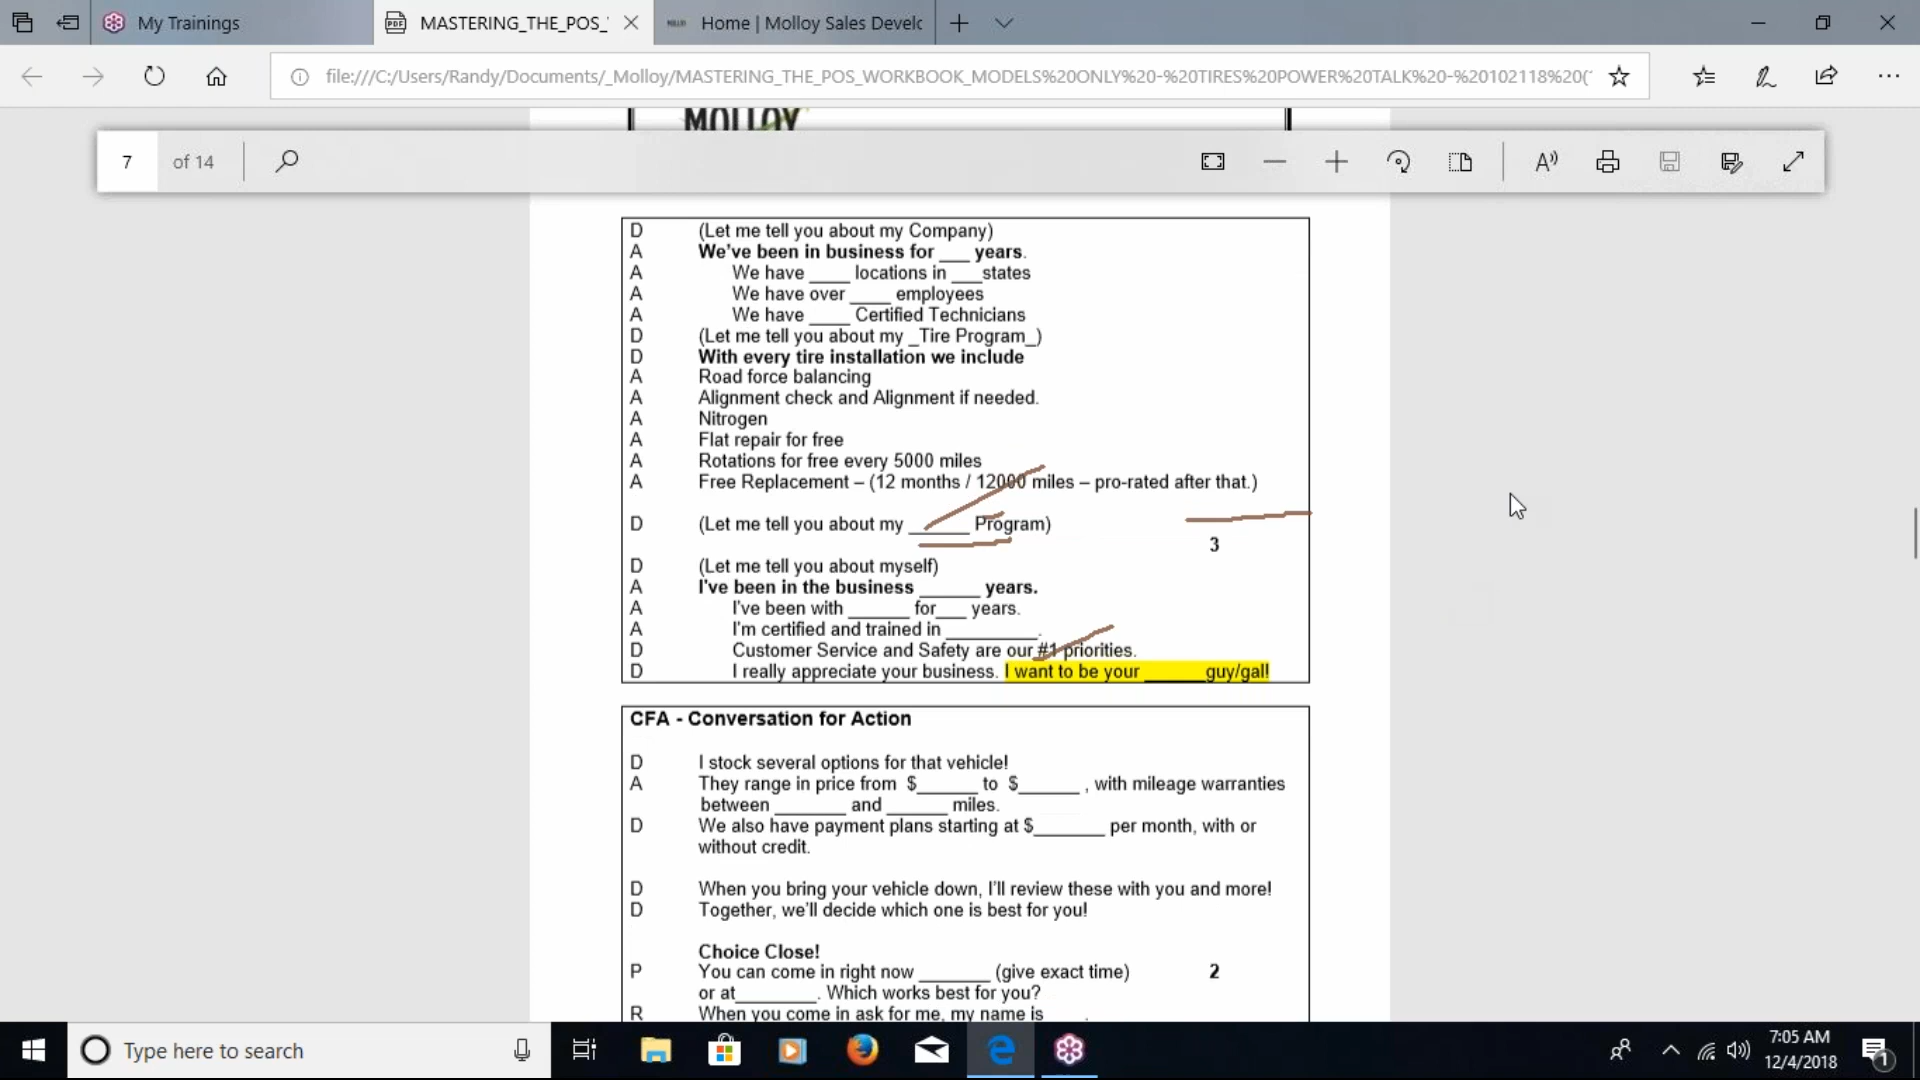 My Trainings
MASTERING_THE_POS_
MOLLOY
Home | Molloy Sales Develo
file:///C:/Users/Randy/Documents/_Molloy/MASTERING_THE_POS_WORKBOOK_MODELS%20ONLY%20-%20TIRES%20POWER%20TALK%20-%20102118%20(
MOLLOY
7 of 14
D (Let me tell you about my Company)
A We've been in business for ___ years.
A We have ____ locations in ___states
A We have over ____ employees
A We have ____ Certified Technicians
D (Let me tell you about my _Tire Program_)
D With every tire installation we include
A Road force balancing
A Alignment check and Alignment if needed.
A Nitrogen
A Flat repair for free
A Rotations for free every 5000 miles
A Free Replacement – (12 months / 12000 miles – pro-rated after that.)
D (Let me tell you about my ______ Program)
3
D (Let me tell you about myself)
A I've been in the business ______ years.
A I've been with ______ for___ years.
A I'm certified and trained in _________.
D Customer Service and Safety are our #1 priorities.
D I really appreciate your business. I want to be your ______guy/gal!
CFA - Conversation for Action
D I stock several options for that vehicle!
A They range in price from $______ to $______ , with mileage warranties
between _______ and ______ miles.
D We also have payment plans starting at $_______ per month, with or
without credit.
D When you bring your vehicle down, I'll review these with you and more!
D Together, we'll decide which one is best for you!
Choice Close!
P You can come in right now _______ (give exact time) 2
or at________. Which works best for you?
R When you come in ask for me, my name is ____.
Type here to search
7:05 AM
12/4/2018
1